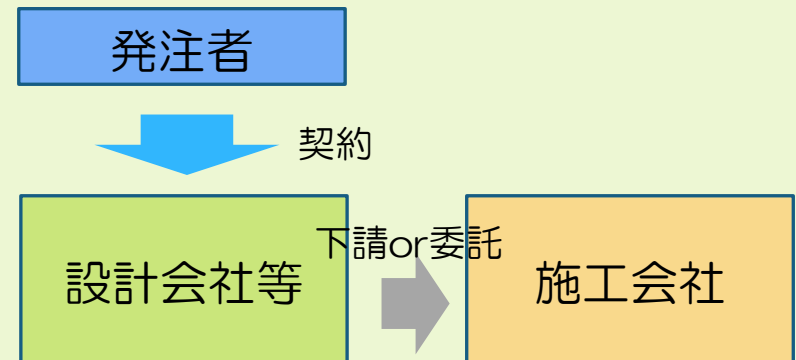 発注者
契約
下請or委託
設計会社等
施工会社